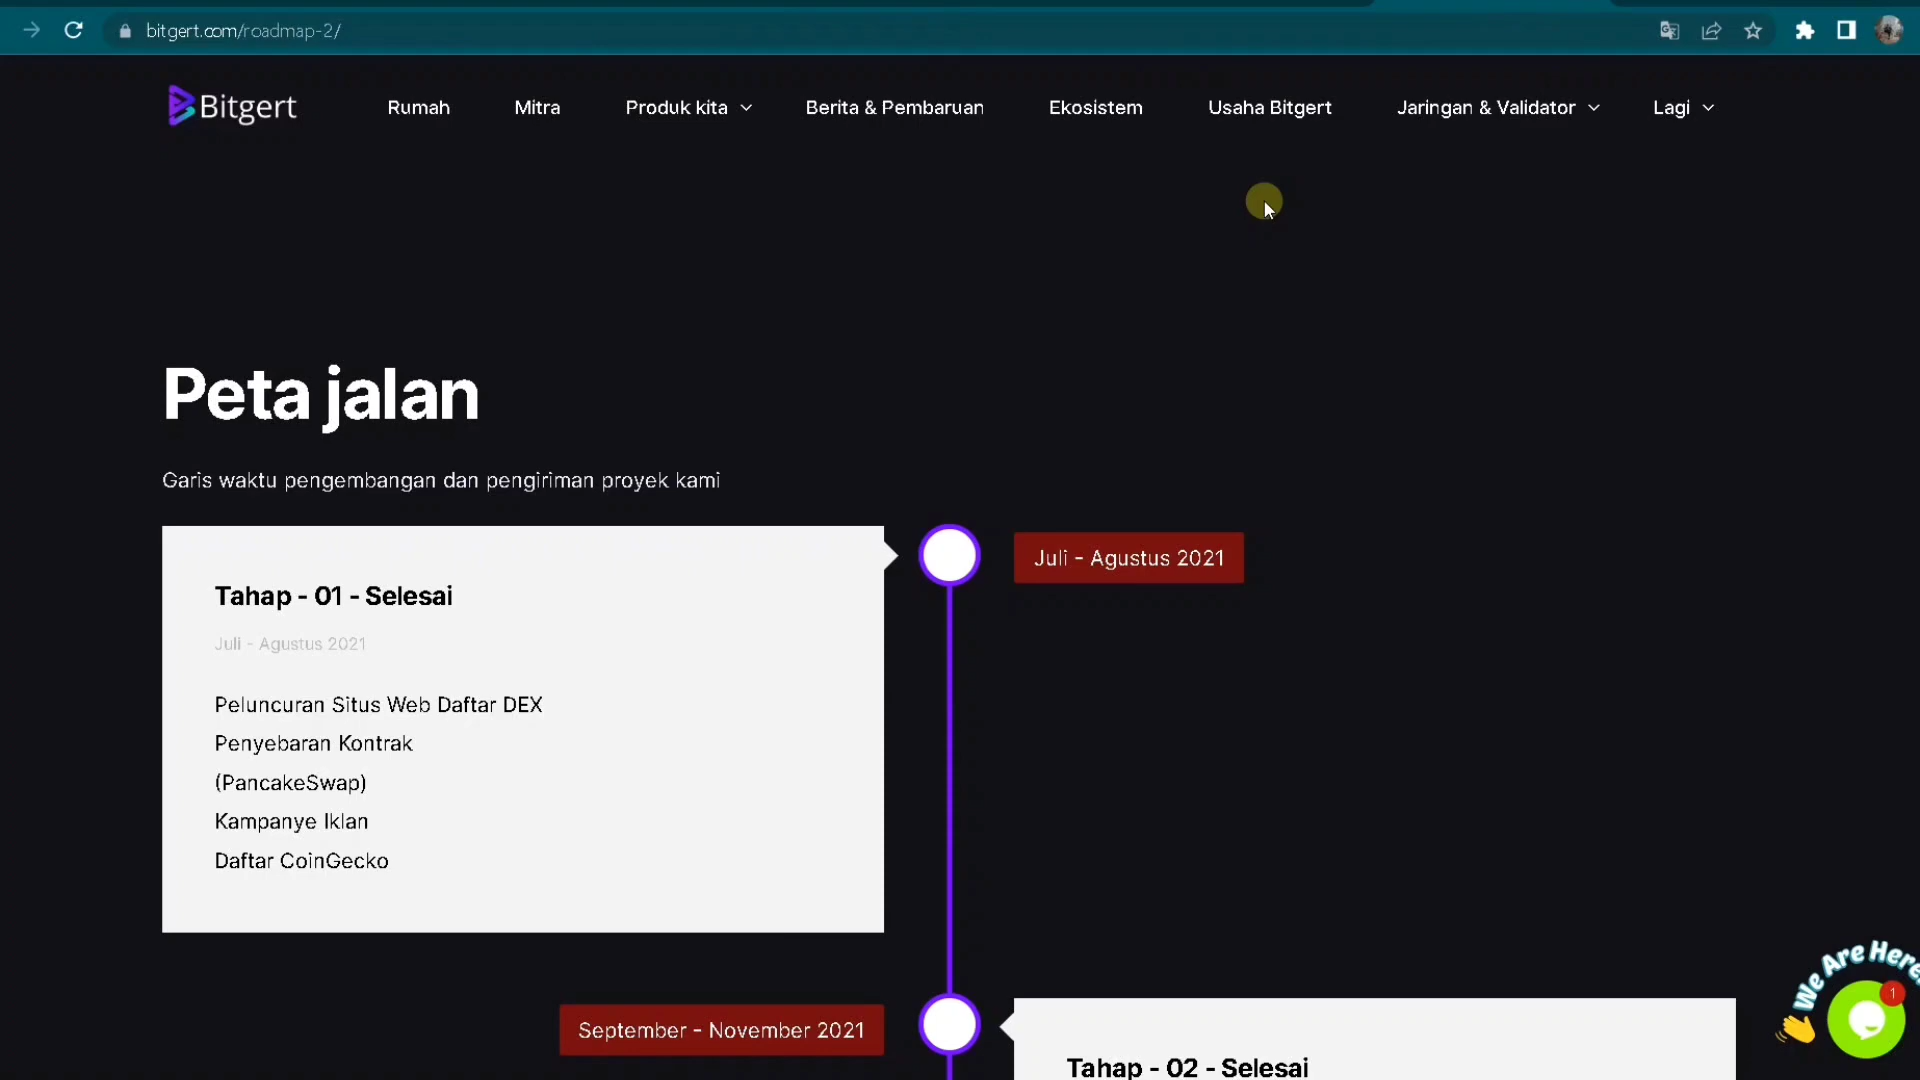 bitgert.com/roadmap-2/
Bitgert
Rumah
Mitra
Produk kita
Berita & Pembaruan
Ekosistem
Usaha Bitgert
Jaringan & Validator
Lagi
Peta jalan
Garis waktu pengembangan dan pengiriman proyek kami
Juli - Agustus 2021
Tahap - 01 - Selesai
Juli - Agustus 2021
Peluncuran Situs Web Daftar DEX
Penyebaran Kontrak
(PancakeSwap)
Kampanye Iklan
Daftar CoinGecko
We Are Here
1
September - November 2021
Tahap - 02 - Selesai